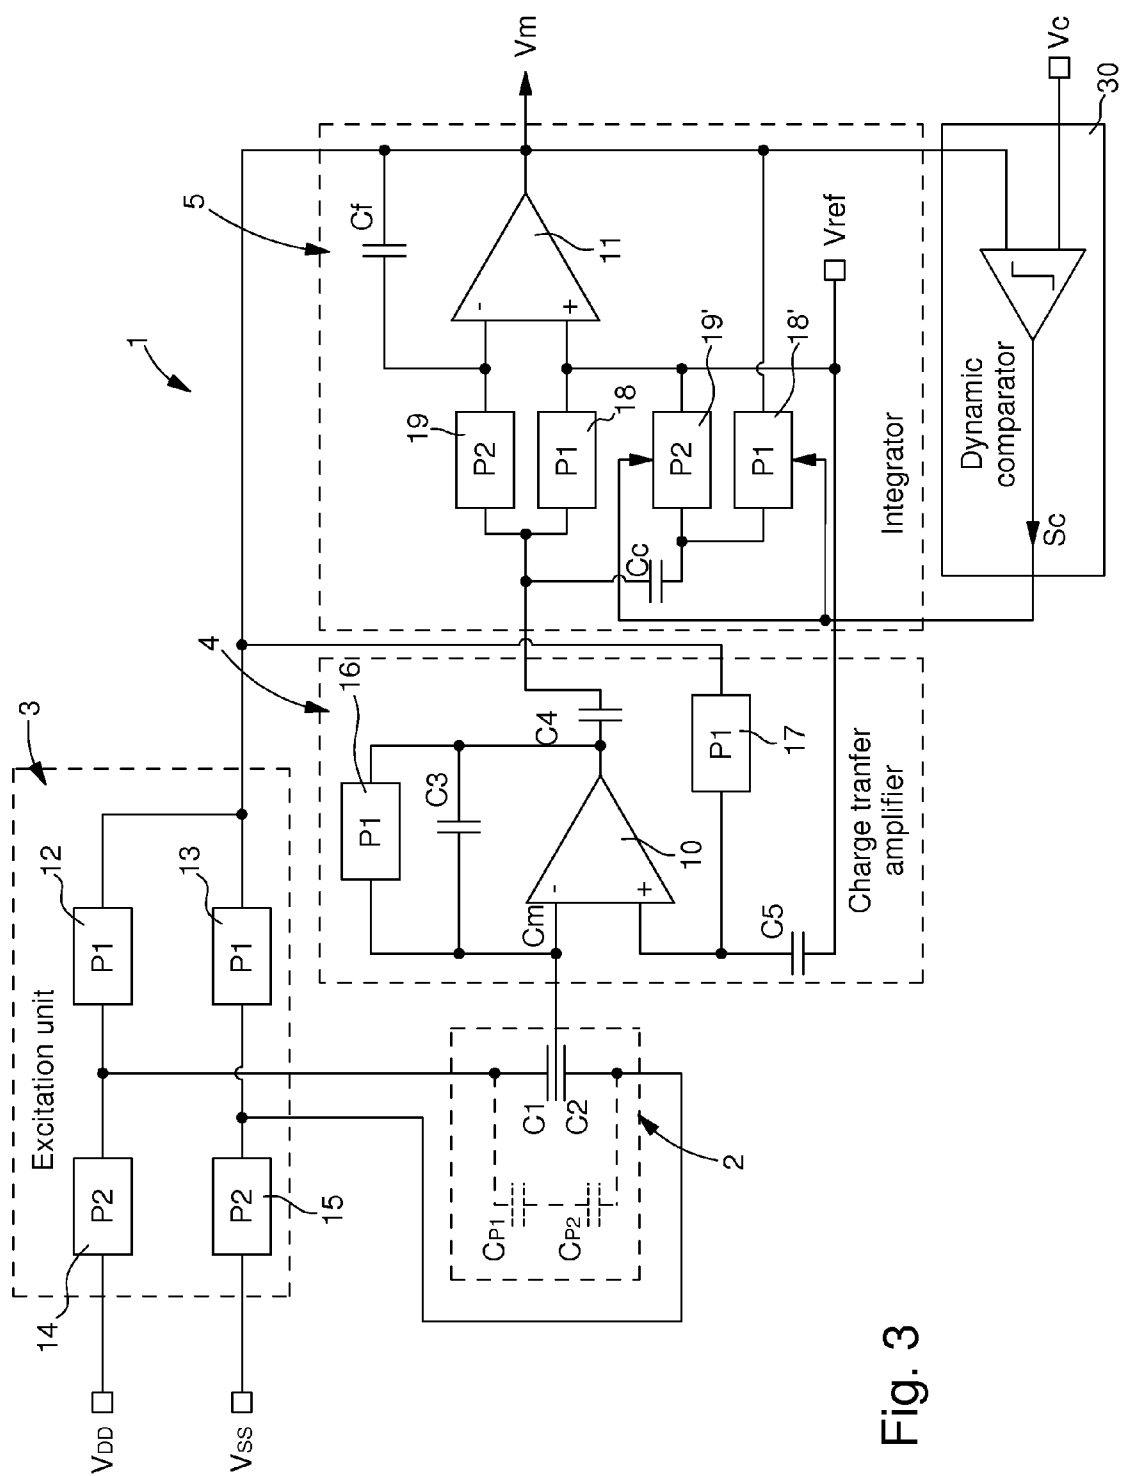 1
3
Excitation unit
VDD
VSS
14
P2
15
P2
12
P1
13
P1
2
C1
C2
CP1
CP2
4
16
P1
C3
C4
Cm
-
+
10
17
P1
C5
Charge tranfer
amplifier
5
Cf
-
+
11
Vm
19
P2
18
P1
19'
P2
18'
P1
Cc
Vref
Integrator
Dynamic
comparator
Sc
Vc
30
Fig. 3